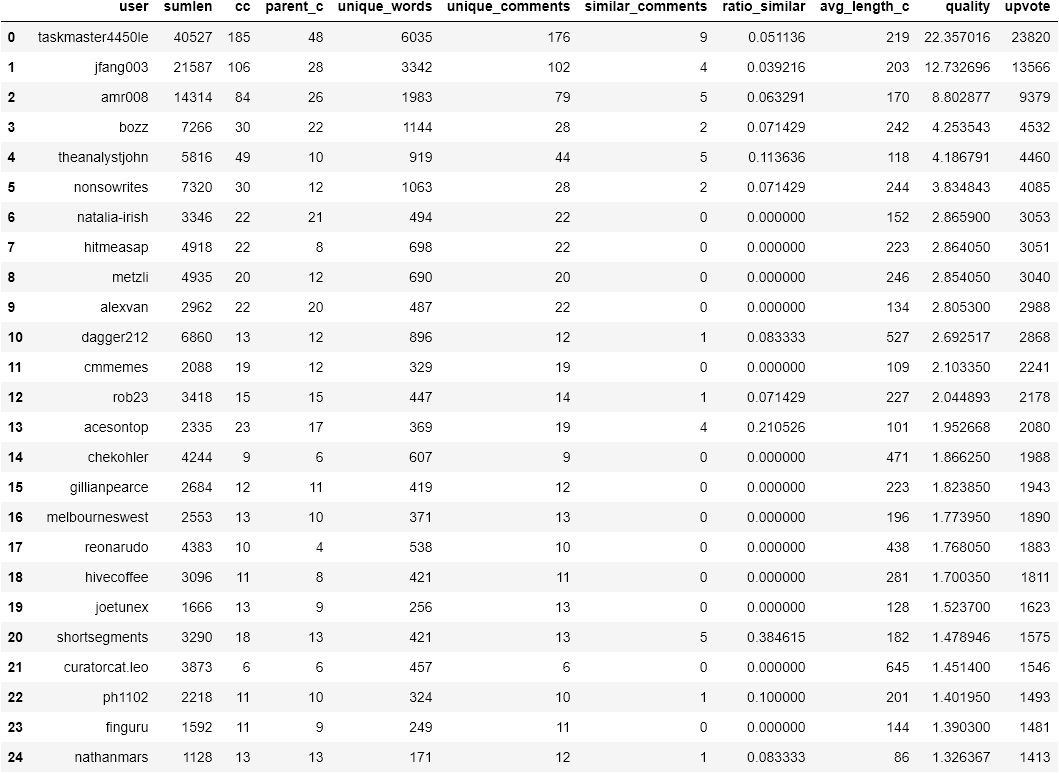 user sumlen cc parent_c unique_words unique_comments similar_comments ratio_similar avg_length_c quality upvote
0 taskmaster4450le 40527 185 48 6035 176 9 0.051136 219 22.357016 23820
1 jfang003 21587 106 28 3342 102 4 0.039216 203 12.732696 13566
2 amr008 14314 84 26 1983 79 5 0.063291 170 8.802877 9379
3 bozz 7266 30 22 1144 28 2 0.071429 242 4.253543 4532
4 theanalystjohn 5816 49 10 919 44 5 0.113636 118 4.186791 4460
5 nonsowrites 7320 30 12 1063 28 2 0.071429 244 3.834843 4085
6 natalia-irish 3346 22 21 494 22 0 0.000000 152 2.865900 3053
7 hitmeasap 4918 22 8 698 22 0 0.000000 223 2.864050 3051
8 metzli 4935 20 12 690 20 0 0.000000 246 2.854050 3040
9 alexvan 2962 22 20 487 22 0 0.000000 134 2.805300 2988
10 dagger212 6860 13 12 896 12 1 0.083333 527 2.692517 2868
11 cmmemes 2088 19 12 329 19 0 0.000000 109 2.103350 2241
12 rob23 3418 15 15 447 14 1 0.071429 227 2.044893 2178
13 acesontop 2335 23 17 369 19 4 0.210526 101 1.952668 2080
14 chekohler 4244 9 6 607 9 0 0.000000 471 1.866250 1988
15 gillianpearce 2684 12 11 419 12 0 0.000000 223 1.823850 1943
16 melbourneswest 2553 13 10 371 13 0 0.000000 196 1.773950 1890
17 reonarudo 4383 10 4 538 10 0 0.000000 438 1.768050 1883
18 hivecoffee 3096 11 8 421 11 0 0.000000 281 1.700350 1811
19 joetunex 1666 13 9 256 13 0 0.000000 128 1.523700 1623
20 shortsegments 3290 18 13 421 13 5 0.384615 182 1.478946 1575
21 curatorcat.leo 3873 6 6 457 6 0 0.000000 645 1.451400 1546
22 ph1102 2218 11 10 324 10 1 0.100000 201 1.401950 1493
23 finguru 1592 11 9 249 11 0 0.000000 144 1.390300 1481
24 nathanmars 1128 13 13 171 12 1 0.083333 86 1.326367 1413